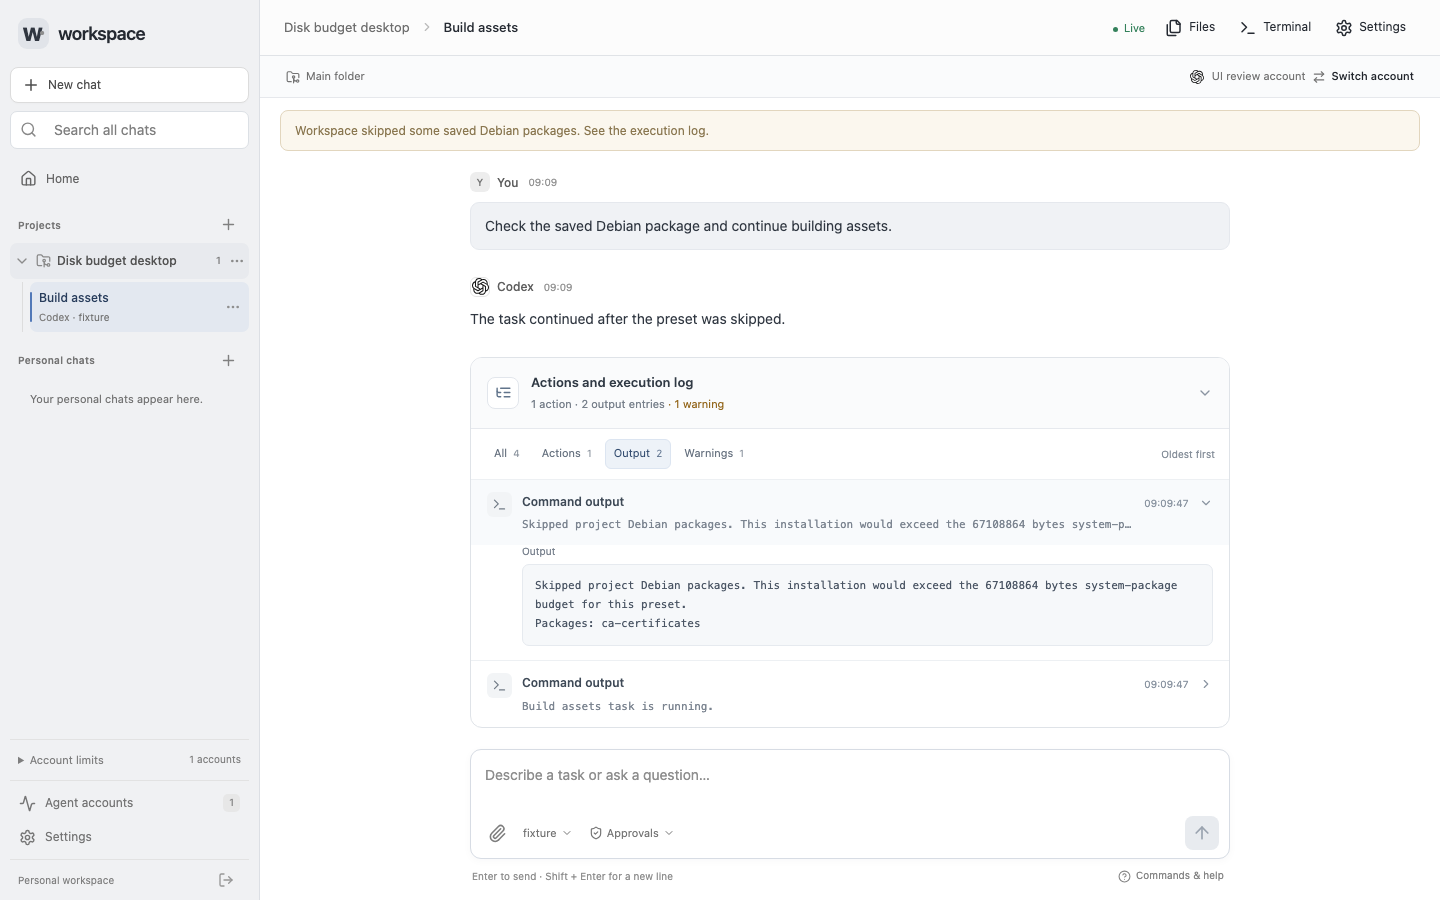 W workspace
New chat
Search all chats
Home
Projects
Disk budget desktop 1
Build assets
Codex · fixture
Personal chats
Your personal chats appear here.
Account limits 1 accounts
Agent accounts 1
Settings
Personal workspace
Disk budget desktop > Build assets
Live Files Terminal Settings
Main folder
UI review account Switch account
Workspace skipped some saved Debian packages. See the execution log.
Y You 09:09
Check the saved Debian package and continue building assets.
Codex 09:09
The task continued after the preset was skipped.
Actions and execution log
1 action · 2 output entries · 1 warning
All 4 Actions 1 Output 2 Warnings 1 Oldest first
Command output 09:09:47
Skipped project Debian packages. This installation would exceed the 67108864 bytes system-p…
Output
Skipped project Debian packages. This installation would exceed the 67108864 bytes system-package
budget for this preset.
Packages: ca-certificates
Command output 09:09:47
Build assets task is running.
Describe a task or ask a question...
fixture Approvals
Enter to send · Shift + Enter for a new line
Commands & help